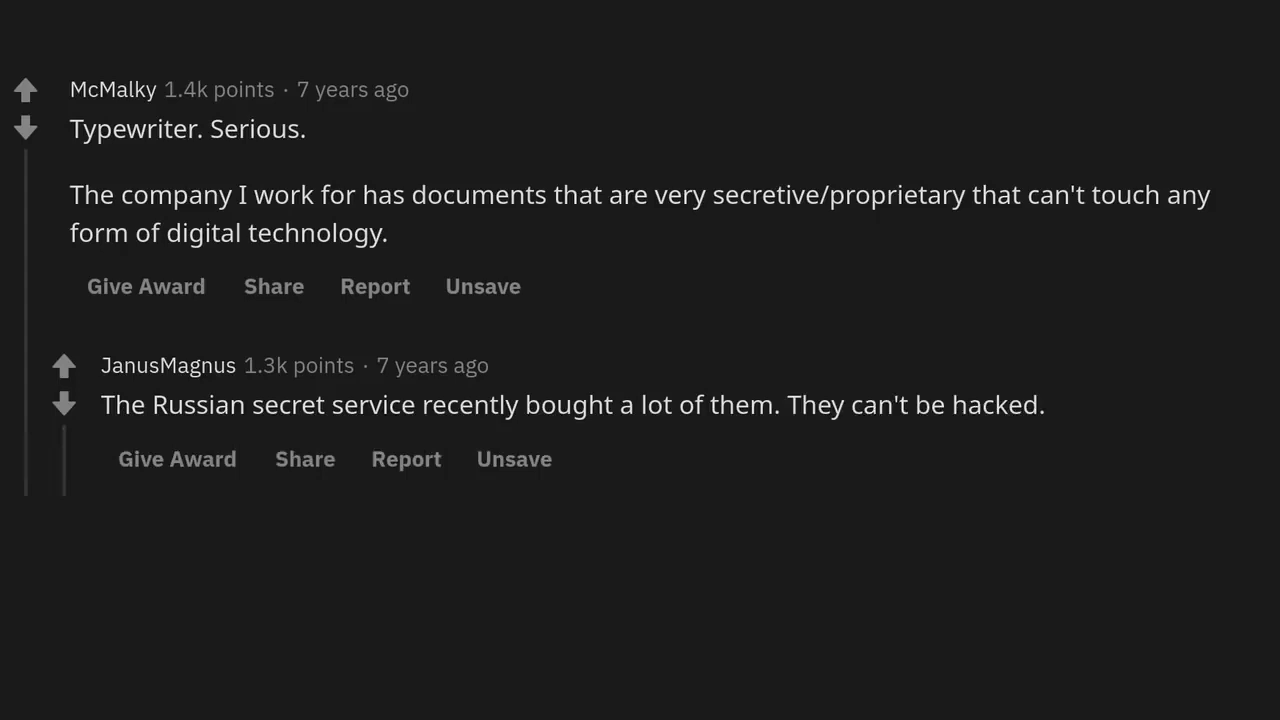 McMalky 1.4k points · 7 years ago
Typewriter. Serious.
The company I work for has documents that are very secretive/proprietary that can't touch any
form of digital technology.
Give Award Share Report Unsave
JanusMagnus 1.3k points · 7 years ago
The Russian secret service recently bought a lot of them. They can't be hacked.
Give Award Share Report Unsave